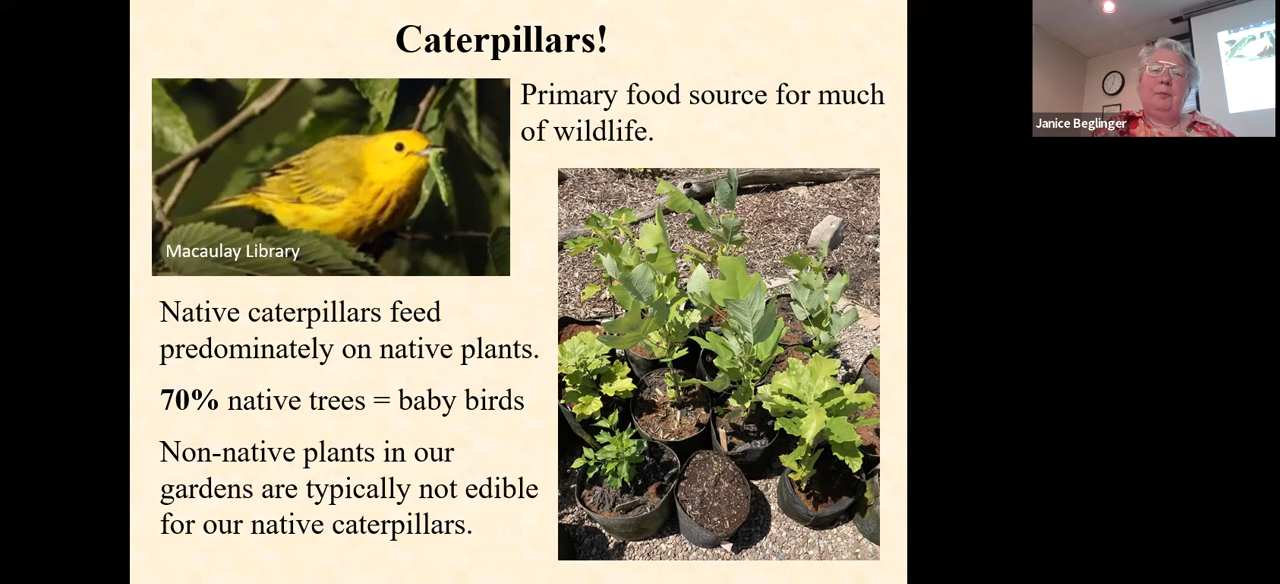 Caterpillars!
Primary food source for much
of wildlife.
Macaulay Library
Native caterpillars feed
predominately on native plants.
70% native trees = baby birds
Non-native plants in our
gardens are typically not edible
for our native caterpillars.
Janice Beglinger